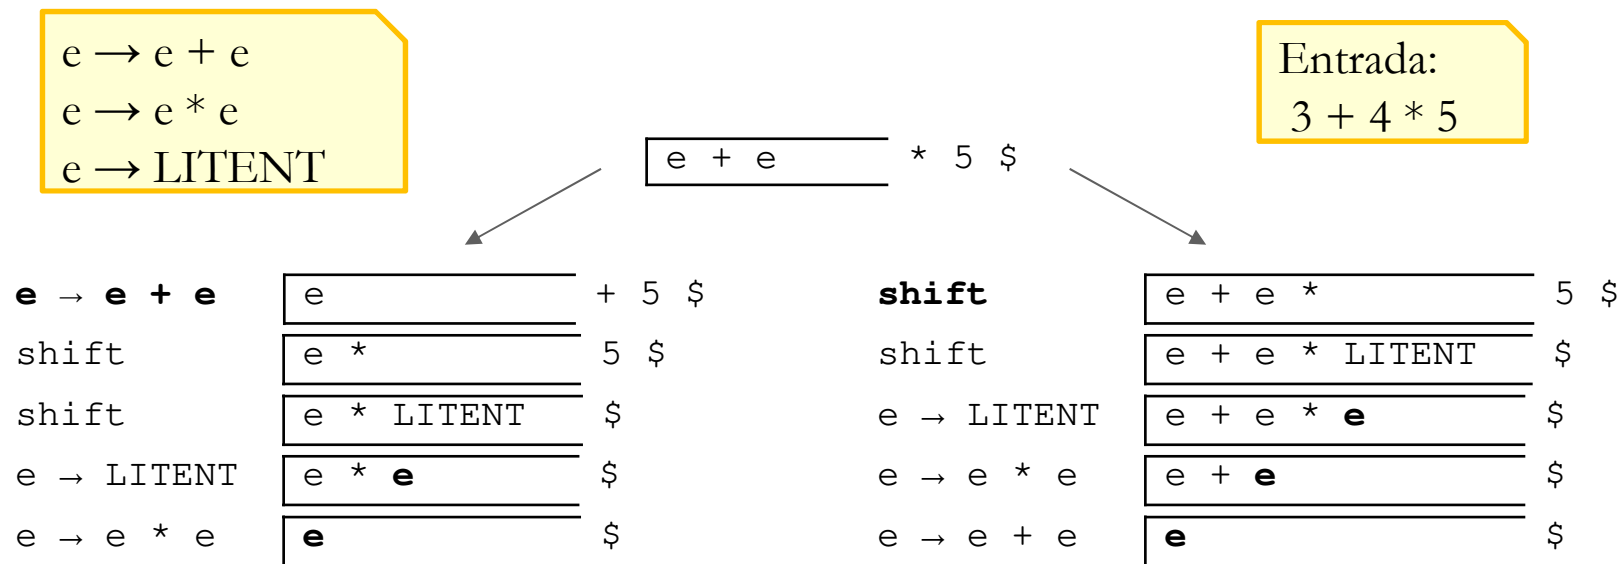 e → e + e
e → e * e
e → LITENT
Entrada:
3 + 4 * 5
e + e * 5 $
e → e + e e + 5 $
shift e * 5 $
shift e * LITENT $
e → LITENT e * e $
e → e * e e $
shift e + e * 5 $
shift e + e * LITENT $
e → LITENT e + e * e $
e → e * e e + e $
e → e + e e $